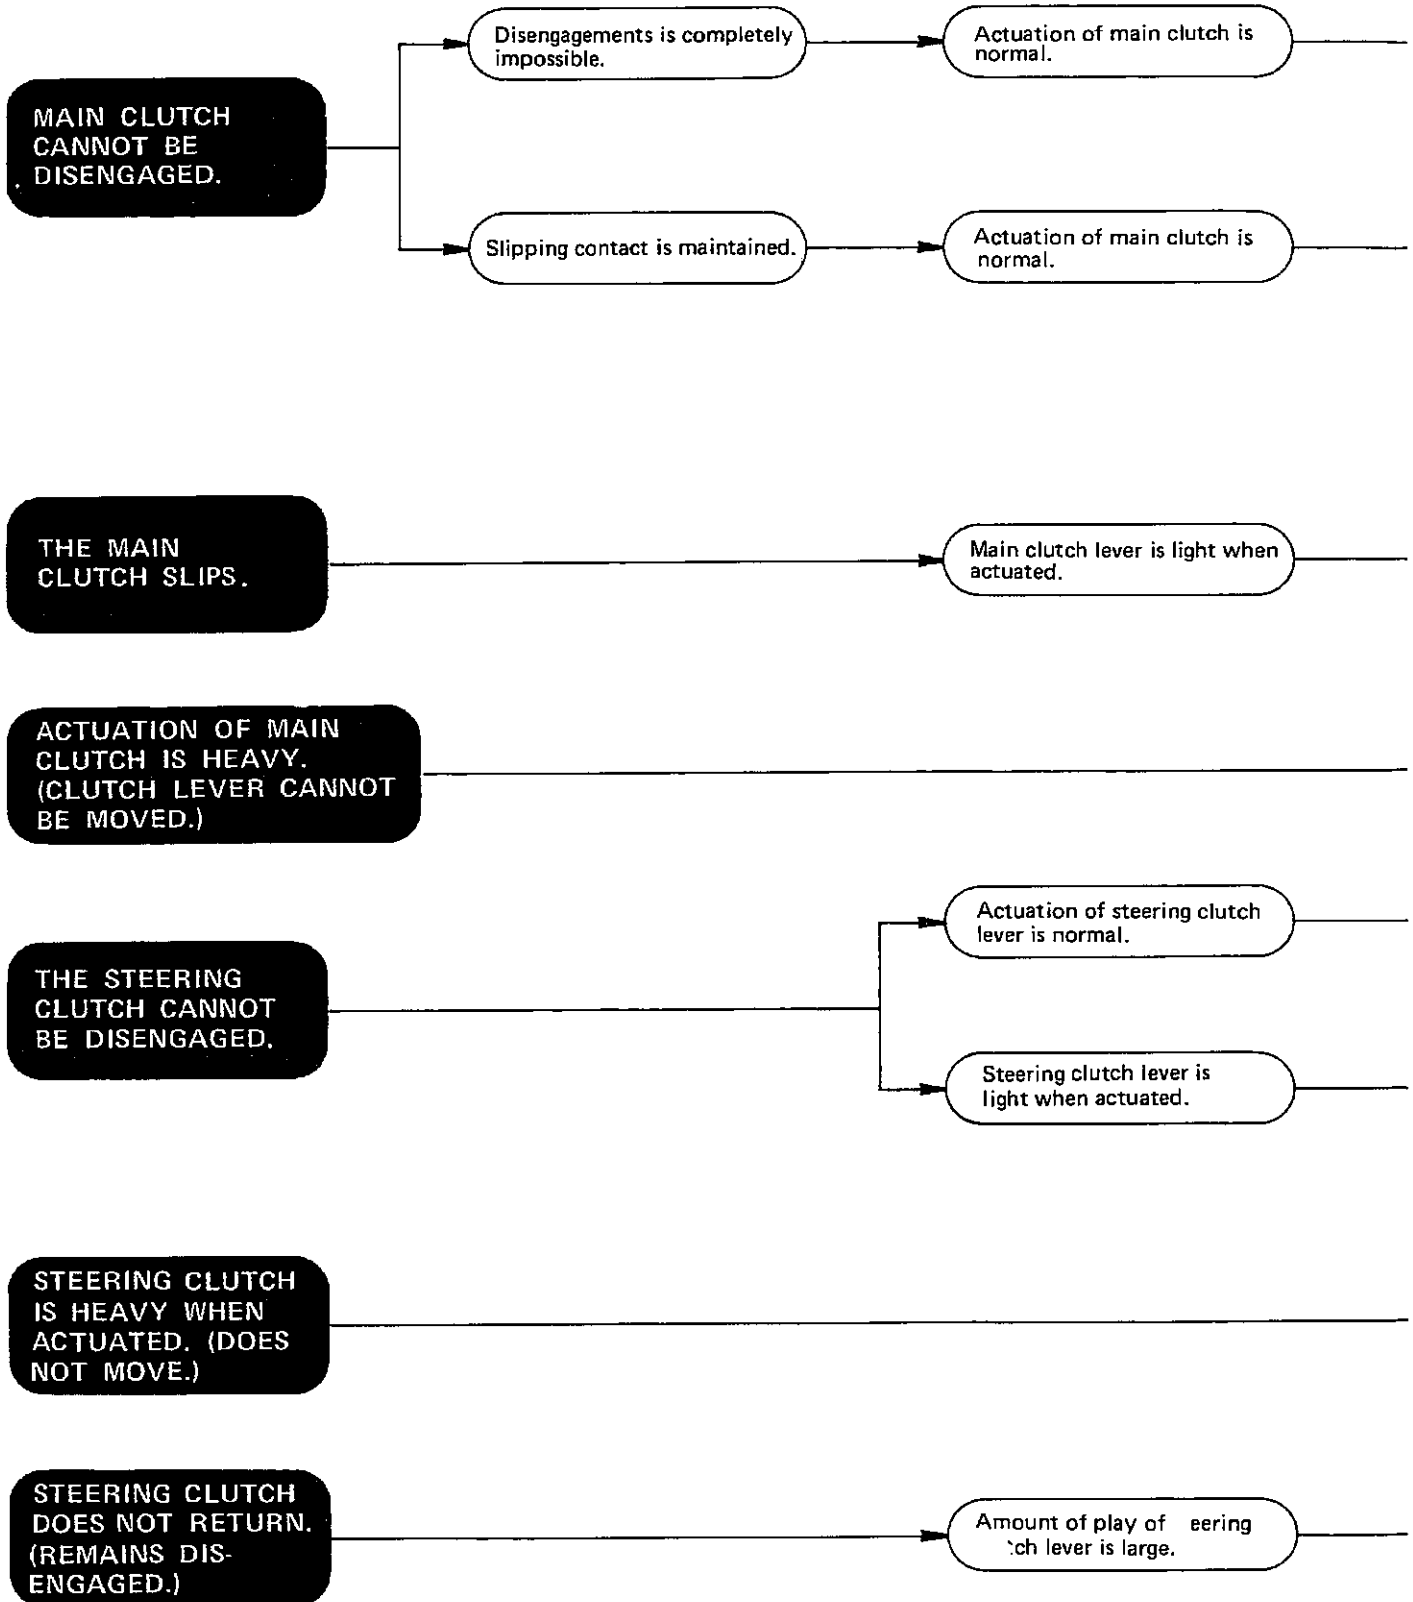 Disengagements is completely
impossible.
Actuation of main clutch is
normal.
MAIN CLUTCH
CANNOT BE
DISENGAGED.
Slipping contact is maintained.
Actuation of main clutch is
normal.
THE MAIN
CLUTCH SLIPS.
Main clutch lever is light when
actuated.
ACTUATION OF MAIN
CLUTCH IS HEAVY.
(CLUTCH LEVER CANNOT
BE MOVED.)
THE STEERING
CLUTCH CANNOT
BE DISENGAGED.
Actuation of steering clutch
lever is normal.
Steering clutch lever is
light when actuated.
STEERING CLUTCH
IS HEAVY WHEN
ACTUATED. (DOES
NOT MOVE.)
STEERING CLUTCH
DOES NOT RETURN.
(REMAINS DIS-
ENGAGED.)
Amount of play of eering
ch lever is large.